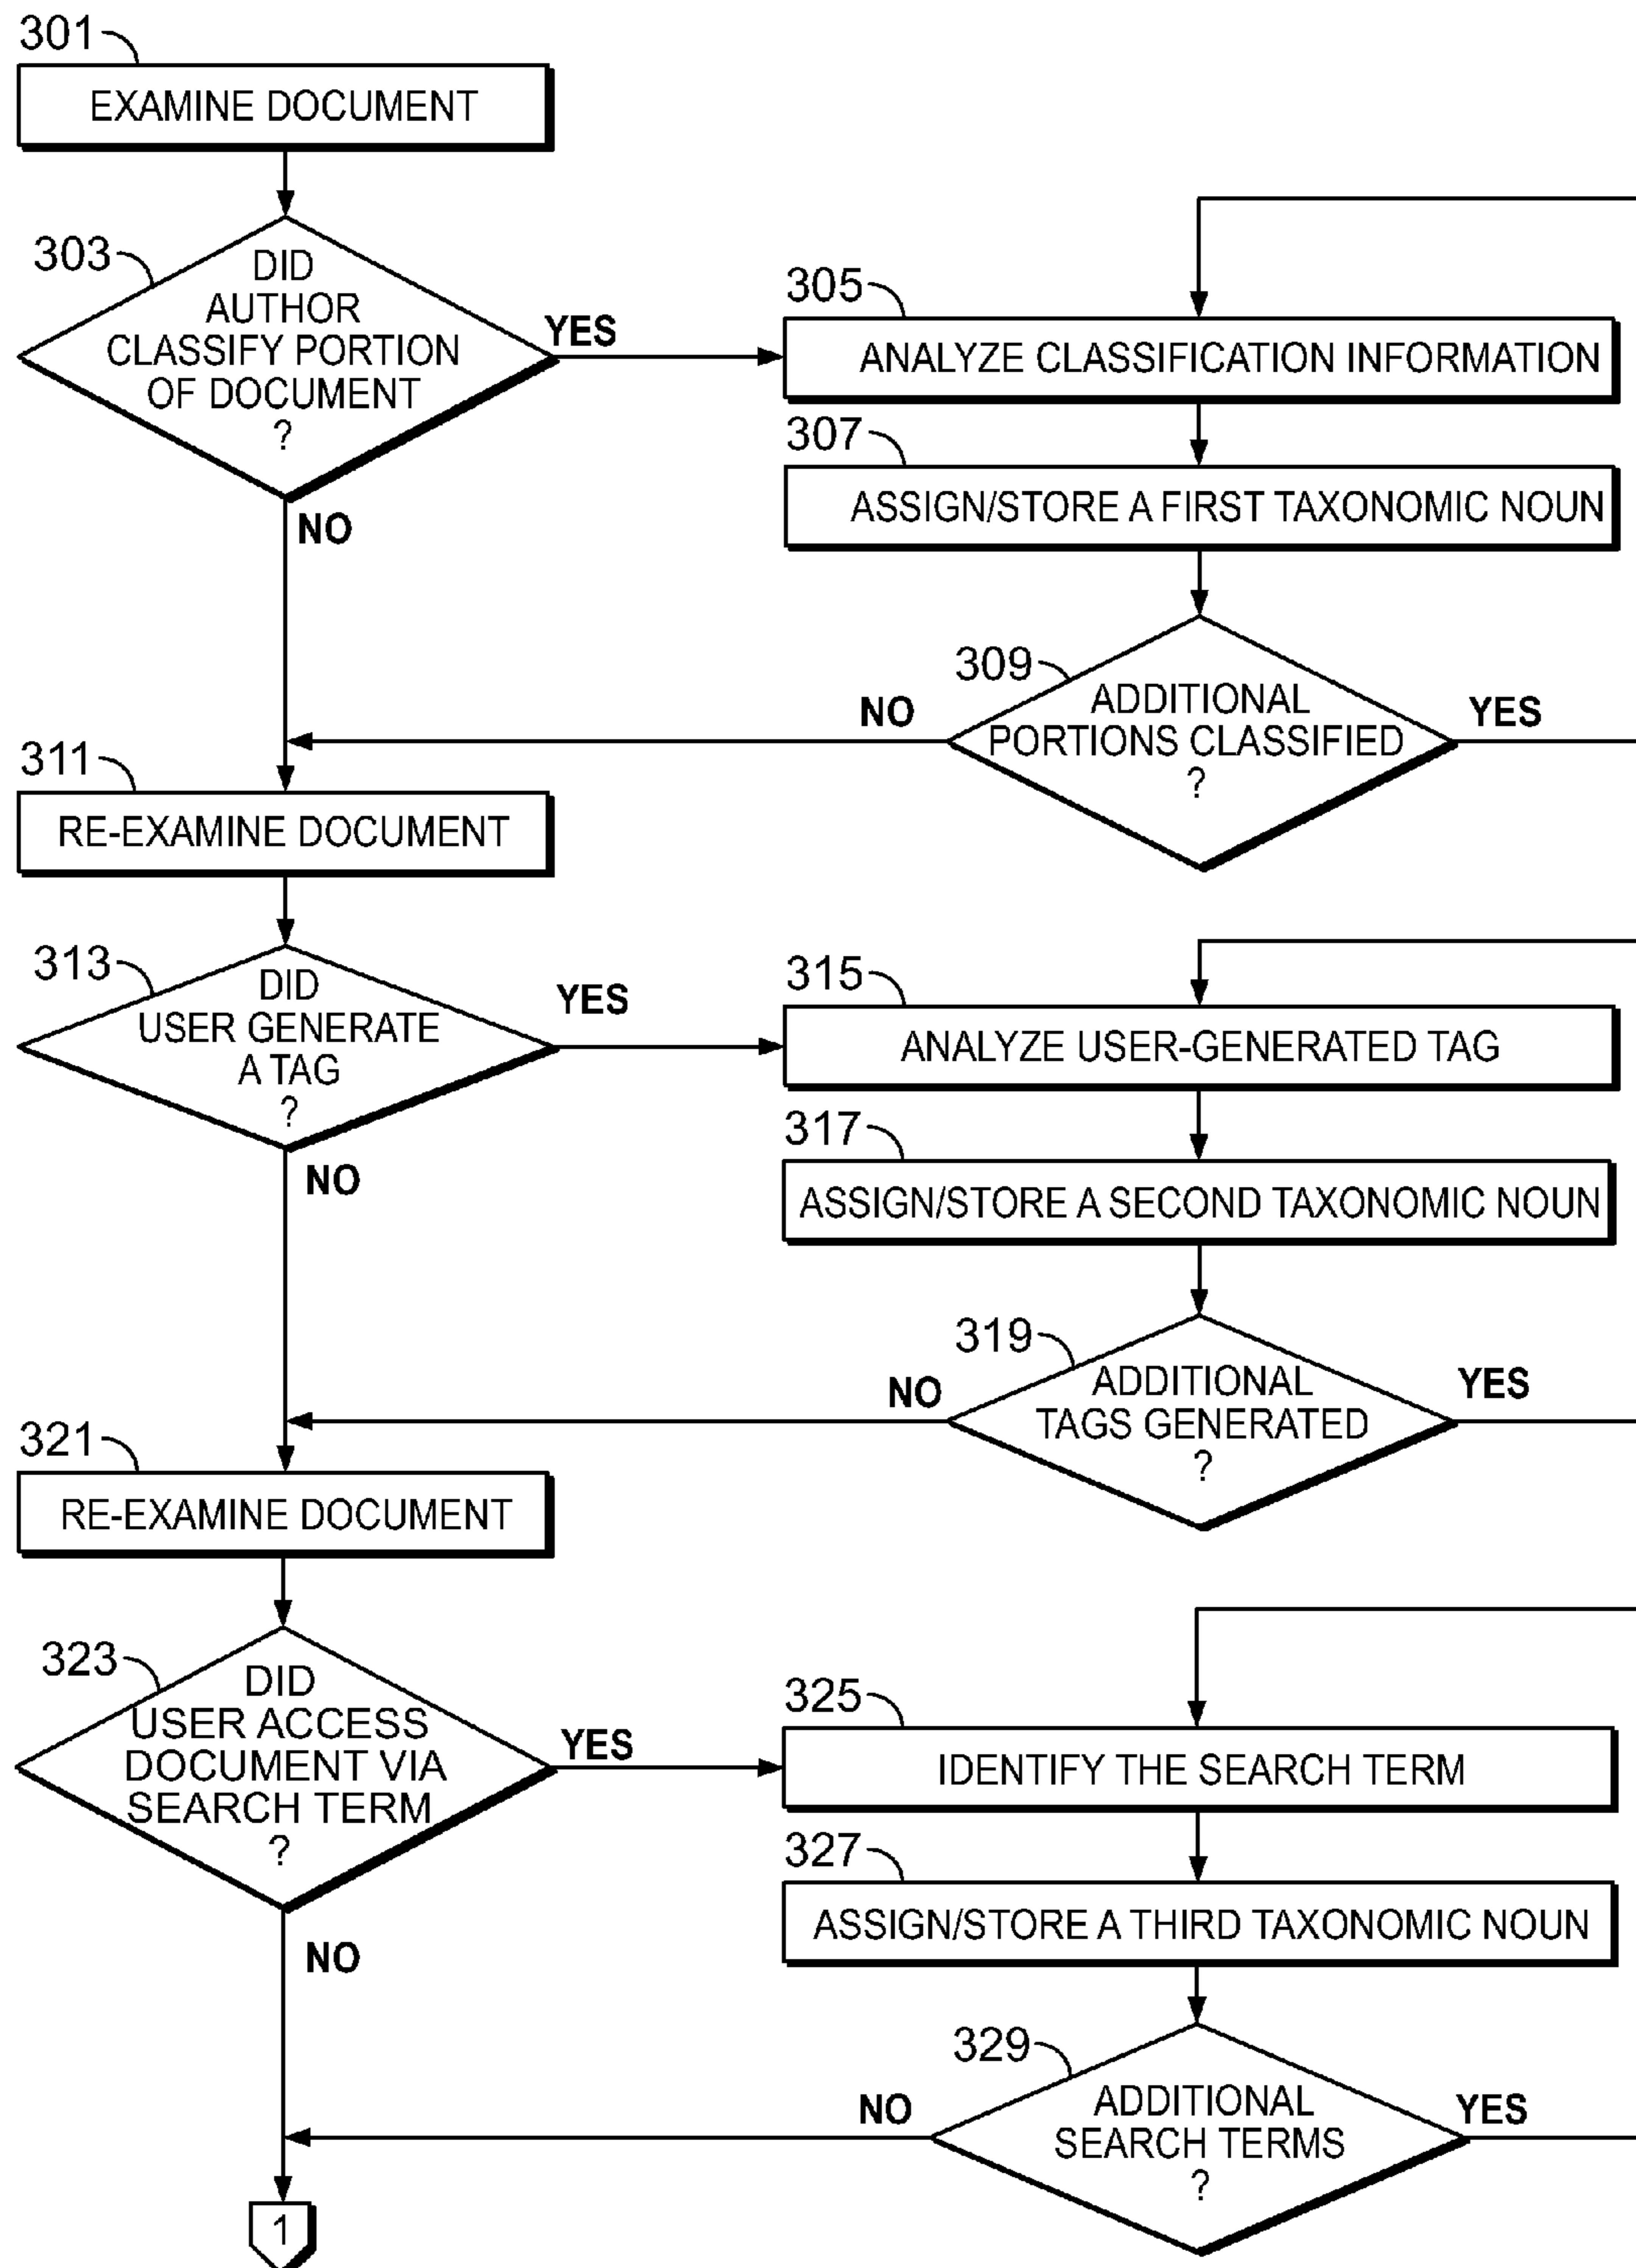 301
EXAMINE DOCUMENT
303
DID
AUTHOR
CLASSIFY PORTION
OF DOCUMENT
?
YES
NO
305
ANALYZE CLASSIFICATION INFORMATION
307
ASSIGN/STORE A FIRST TAXONOMIC NOUN
309
ADDITIONAL
PORTIONS CLASSIFIED
?
NO
YES
311
RE-EXAMINE DOCUMENT
313
DID
USER GENERATE
A TAG
?
YES
NO
315
ANALYZE USER-GENERATED TAG
317
ASSIGN/STORE A SECOND TAXONOMIC NOUN
319
ADDITIONAL
TAGS GENERATED
?
NO
YES
321
RE-EXAMINE DOCUMENT
323
DID
USER ACCESS
DOCUMENT VIA
SEARCH TERM
?
YES
NO
325
IDENTIFY THE SEARCH TERM
327
ASSIGN/STORE A THIRD TAXONOMIC NOUN
329
ADDITIONAL
SEARCH TERMS
?
NO
YES
1